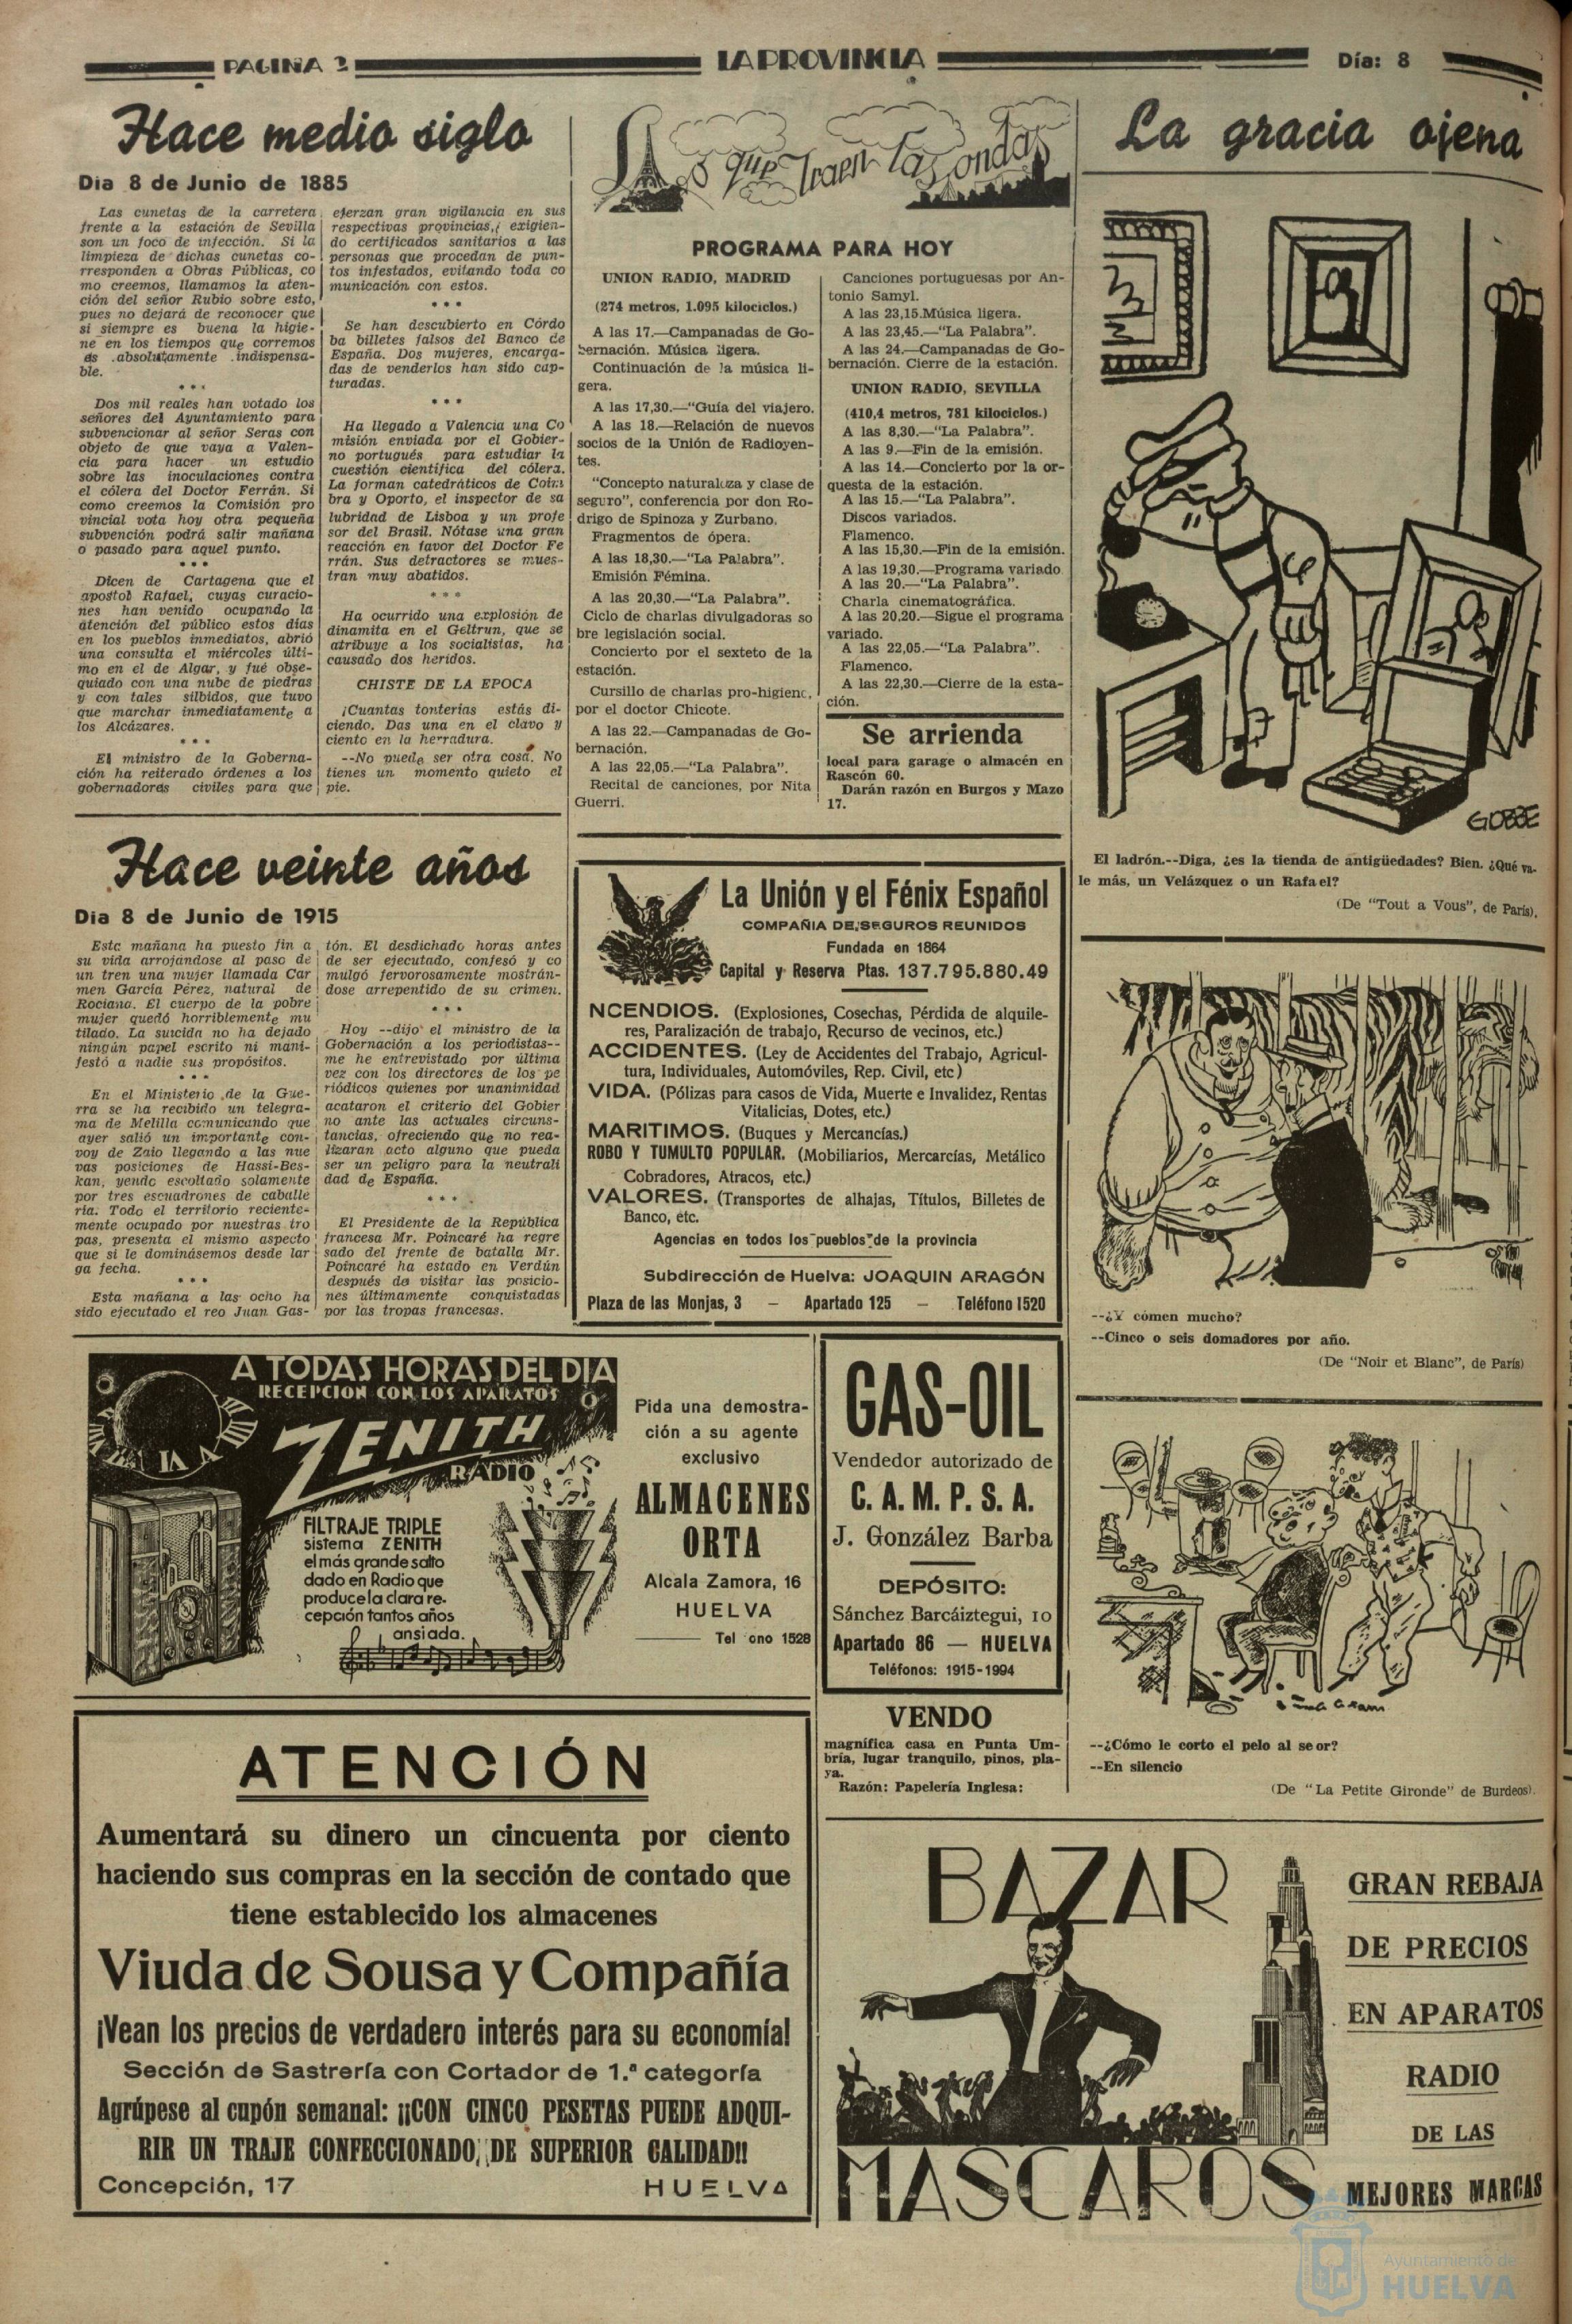 PAGINA 2
LA PROVINCIA
Día: 8
Hace medio siglo
Dia 8 de Junio de 1885
Las cunetas de la carretera
frente a la estación de Sevilla
son un foco de infección. Si la
limpieza de dichas cunetas co-
rresponden a Obras Públicas, co
mo creemos, llamamos la aten-
ción del señor Rubio sobre esto,
pues no dejará de reconocer que
si siempre es buena la higie-
ne en los tiempos que corremos
es absolutamente indispensa-
ble.
* * *
Dos mil reales han votado los
señores del Ayuntamiento para
subvencionar al señor Seras con
objeto de que vaya a Valen-
cia para hacer un estudio
sobre las inoculaciones contra
el cólera del Doctor Ferrán. Si
como creemos la Comisión pro
vincial vota hoy otra pequeña
subvención podrá salir mañana
o pasado para aquel punto.
* * *
Dicen de Cartagena que el
apostol Rafael, cuyas curacio-
nes han venido ocupando la
atención del público estos días
en los pueblos inmediatos, abrió
una consulta el miércoles últi-
mo en el de Algar, y fué obse-
quiado con una nube de piedras
y con tales silbidos, que tuvo
que marchar inmediatamente a
los Alcázares.
* * *
El ministro de la Goberna-
ción ha reiterado órdenes a los
gobernadores civiles para que
ejerzan gran vigilancia en sus
respectivas provincias, exigien-
do certificados sanitarios a las
personas que procedan de pun-
tos infestados, evitando toda co
municación con estos.
* * *
Se han descubierto en Córdo
ba billetes falsos del Banco de
España. Dos mujeres, encarga-
das de venderlos han sido cap-
turadas.
* * *
Ha llegado a Valencia una Co
misión enviada por el Gobier-
no portugués para estudiar la
cuestión científica del cólera.
La forman catedráticos de Coim
bra y Oporto, el inspector de sa
lubridad de Lisboa y un profe
sor del Brasil. Nótase una gran
reacción en favor del Doctor Fe
rrán. Sus detractores se mues-
tran muy abatidos.
* * *
Ha ocurrido una explosión de
dinamita en el Geltrun, que se
atribuye a los socialistas, ha
causado dos heridos.
CHISTE DE LA EPOCA
¡Cuantas tonterías estás di-
ciendo. Das una en el clavo y
ciento en la herradura.
--No puede ser otra cosa. No
tienes un momento quieto el
pie.
Hace veinte años
Dia 8 de Junio de 1915
Esta mañana ha puesto fin a
su vida arrojándose al paso de
un tren una mujer llamada Car
men García Pérez, natural de
Rociana. El cuerpo de la pobre
mujer quedó horriblemente mu
tilado. La suicida no ha dejado
ningún papel escrito ni mani-
festó a nadie sus propósitos.
* * *
En el Ministerio de la Gue-
rra se ha recibido un telegra-
ma de Melilla comunicando que
ayer salió un importante con-
voy de Zaio llegando a las nue
vas posiciones de Hassi-Bes-
kan, yendo escoltado solamente
por tres escuadrones de caballe
ría. Todo el territorio reciente-
mente ocupado por nuestras tro
pas, presenta el mismo aspecto
que si le dominásemos desde lar
ga fecha.
* * *
Esta mañana a las ocho ha
sido ejecutado el reo Juan Gas-
tón. El desdichado horas antes
de ser ejecutado, confesó y co
mulgó fervorosamente mostrán-
dose arrepentido de su crimen.
* * *
Hoy --dijo el ministro de la
Gobernación a los periodistas--
me he entrevistado por última
vez con los directores de los pe
riódicos quienes por unanimidad
acataron el criterio del Gobier
no ante las actuales circuns-
tancias, ofreciendo que no rea-
lizaran acto alguno que pueda
ser un peligro para la neutrali
dad de España.
* * *
El Presidente de la República
francesa Mr. Poincaré ha regre
sado del frente de batalla Mr.
Poincaré ha estado en Verdún
después de visitar las posicio-
nes últimamente conquistadas
por las tropas francesas.
Los que traen las ondas
PROGRAMA PARA HOY
UNION RADIO, MADRID
(274 metros, 1.095 kilociclos.)
A las 17.—Campanadas de Go-
bernación. Música ligera.
Continuación de la música li-
gera.
A las 17,30.—"Guía del viajero.
A las 18.—Relación de nuevos
socios de la Unión de Radioyen-
tes.
"Concepto naturaleza y clase de
seguro", conferencia por don Ro-
drigo de Spinoza y Zurbano.
Fragmentos de ópera.
A las 18,30.—"La Palabra".
Emisión Fémina.
A las 20,30.—"La Palabra".
Ciclo de charlas divulgadoras so
bre legislación social.
Concierto por el sexteto de la
estación.
Cursillo de charlas pro-higiene,
por el doctor Chicote.
A las 22.—Campanadas de Go-
bernación.
A las 22,05.—"La Palabra".
Recital de canciones, por Nita
Guerri.
Canciones portuguesas por An-
tonio Samyl.
A las 23,15.Música ligera.
A las 23,45.—"La Palabra".
A las 24.—Campanadas de Go-
bernación. Cierre de la estación.
UNION RADIO, SEVILLA
(410,4 metros, 781 kilociclos.)
A las 8,30.—"La Palabra".
A las 9.—Fin de la emisión.
A las 14.—Concierto por la or-
questa de la estación.
A las 15.—"La Palabra".
Discos variados.
Flamenco.
A las 15,30.—Fin de la emisión.
A las 19,30.—Programa variado
A las 20.—"La Palabra".
Charla cinematográfica.
A las 20,20.—Sigue el programa
variado.
A las 22,05.—"La Palabra".
Flamenco.
A las 22,30.—Cierre de la esta-
ción.
Se arrienda
local para garage o almacén en
Rascón 60.
Darán razón en Burgos y Mazo
17.
La Unión y el Fénix Español
COMPAÑIA DE SEGUROS REUNIDOS
Fundada en 1864
Capital y Reserva Ptas. 137.795.880.49
NCENDIOS. (Explosiones, Cosechas, Pérdida de alquile-
res, Paralización de trabajo, Recurso de vecinos, etc.)
ACCIDENTES. (Ley de Accidentes del Trabajo, Agricul-
tura, Individuales, Automóviles, Rep. Civil, etc)
VIDA. (Pólizas para casos de Vida, Muerte e Invalidez, Rentas
Vitalicias, Dotes, etc.)
MARITIMOS. (Buques y Mercancías.)
ROBO Y TUMULTO POPULAR. (Mobiliarios, Mercarcías, Metálico
Cobradores, Atracos, etc.)
VALORES. (Transportes de alhajas, Títulos, Billetes de
Banco, etc.
Agencias en todos los pueblos de la provincia
Subdirección de Huelva: JOAQUIN ARAGÓN
Plaza de las Monjas, 3 — Apartado 125 — Teléfono 1520
La gracia ajena
GOBBE
El ladrón.--Diga, ¿es la tienda de antigüedades? Bien. ¿Qué va-
le más, un Velázquez o un Rafael?
(De "Tout a Vous", de París),
--¿Y cómen mucho?
--Cinco o seis domadores por año.
(De "Noir et Blanc", de París)
--¿Cómo le corto el pelo al se or?
--En silencio
(De "La Petite Gironde" de Burdeos).
A TODAS HORAS DEL DIA
RECEPCION CON LOS APARATOS
ZENITH
RADIO
FILTRAJE TRIPLE
sistema ZENITH
el más grande salto
dado en Radio que
produce la clara re-
cepción tantos años
ansiada.
Pida una demostra-
ción a su agente
exclusivo
ALMACENES
ORTA
Alcala Zamora, 16
HUELVA
Tel ono 1528
GAS-OIL
Vendedor autorizado de
C. A. M. P. S. A.
J. González Barba
DEPÓSITO:
Sánchez Barcáiztegui, 10
Apartado 86 — HUELVA
Teléfonos: 1915-1994
VENDO
magnífica casa en Punta Um-
bría, lugar tranquilo, pinos, pla-
ya.
Razón: Papelería Inglesa:
ATENCIÓN
Aumentará su dinero un cincuenta por ciento
haciendo sus compras en la sección de contado que
tiene establecido los almacenes
Viuda de Sousa y Compañía
¡Vean los precios de verdadero interés para su economía!
Sección de Sastrería con Cortador de 1.ª categoría
Agrúpese al cupón semanal: ¡¡CON CINCO PESETAS PUEDE ADQUI-
RIR UN TRAJE CONFECCIONADO, DE SUPERIOR CALIDAD!!
Concepción, 17 HUELVA
BAZAR
MASCAROS
GRAN REBAJA
DE PRECIOS
EN APARATOS
RADIO
DE LAS
MEJORES MARCAS
Ayuntamiento de
HUELVA